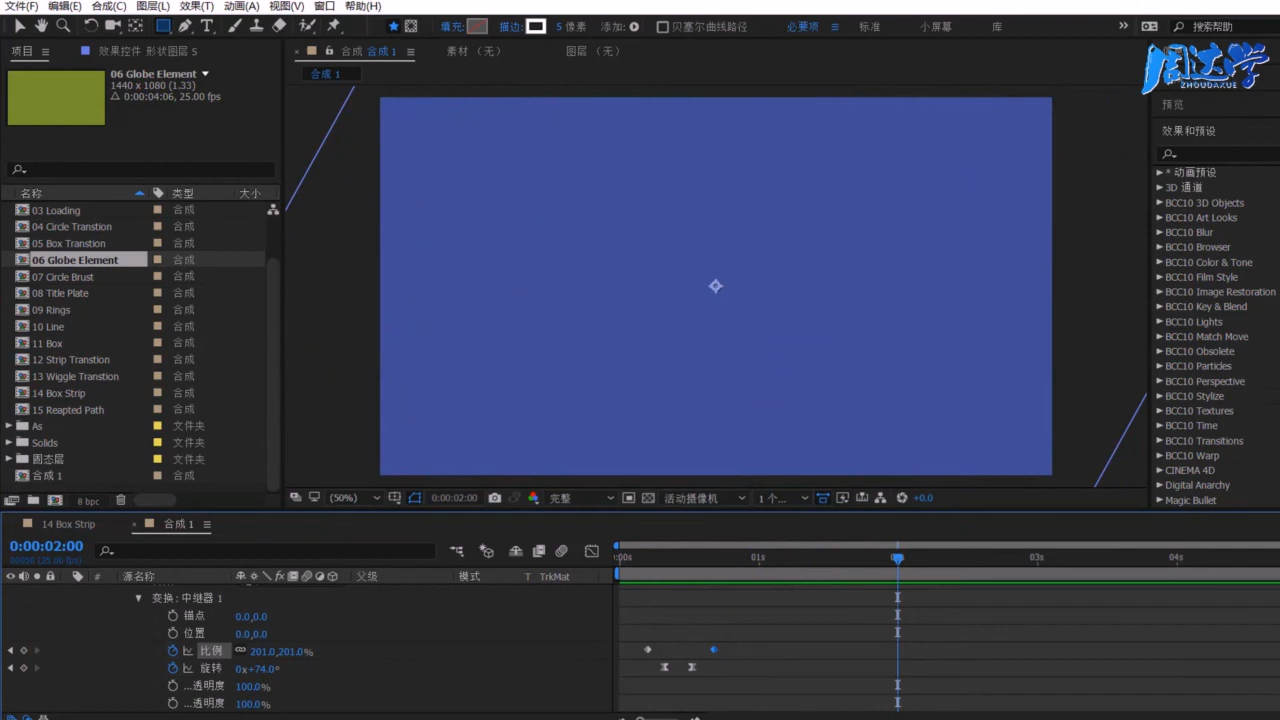 文件(F) 编辑(E) 合成(C) 图层(L) 效果(T) 动画(A) 视图(V) 窗口 帮助(H)
填充: 描边: 5 像素 添加: 贝塞尔曲线路径 必要项 标准 小屏幕 库 搜索帮助
周达学
ZHOUDAXUE
项目 效果控件 形状图层 5 合成 合成 1 素材（无） 图层（无）
合成 1
06 Globe Element
1440 x 1080 (1.33)
Δ 0:00:04:06, 25.00 fps
名称 类型 大小
03 Loading 合成
04 Circle Transtion 合成
05 Box Transtion 合成
06 Globe Element 合成
07 Circle Brust 合成
08 Title Plate 合成
09 Rings 合成
10 Line 合成
11 Box 合成
12 Strip Transtion 合成
13 Wiggle Transtion 合成
14 Box Strip 合成
15 Reapted Path 合成
As 文件夹
Solids 文件夹
固态层 文件夹
合成 1 合成
8 bpc
(50%) 0:00:02:00 完整 活动摄像机 1 个... +0.0
预览
效果和预设
* 动画预设
3D 通道
BCC10 3D Objects
BCC10 Art Looks
BCC10 Blur
BCC10 Browser
BCC10 Color & Tone
BCC10 Film Style
BCC10 Image Restoration
BCC10 Key & Blend
BCC10 Lights
BCC10 Match Move
BCC10 Obsolete
BCC10 Particles
BCC10 Perspective
BCC10 Stylize
BCC10 Textures
BCC10 Time
BCC10 Transitions
BCC10 Warp
CINEMA 4D
Digital Anarchy
Magic Bullet
14 Box Strip 合成 1
0:00:02:00
00050 (25.00 fps)
:00s 01s 03s 04s
# 源名称 fx 父级 模式 T TrkMat
变换: 中继器 1
锚点 0.0,0.0
位置 0.0,0.0
比例 201.0,201.0%
旋转 0x+74.0°
...透明度 100.0%
...透明度 100.0%